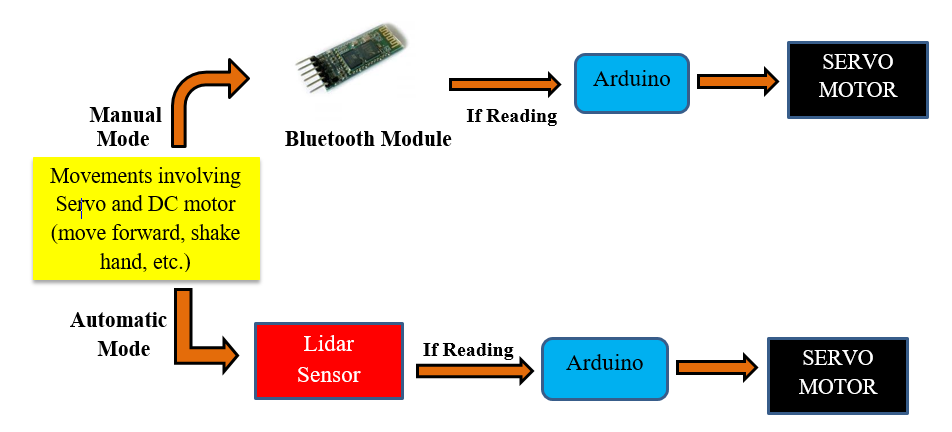 Manual
Mode
Bluetooth Module
If Reading
Arduino
SERVO
MOTOR
Movements involving
Servo and DC motor
(move forward, shake
hand, etc.)
Automatic
Mode
Lidar
Sensor
If Reading
Arduino
SERVO
MOTOR